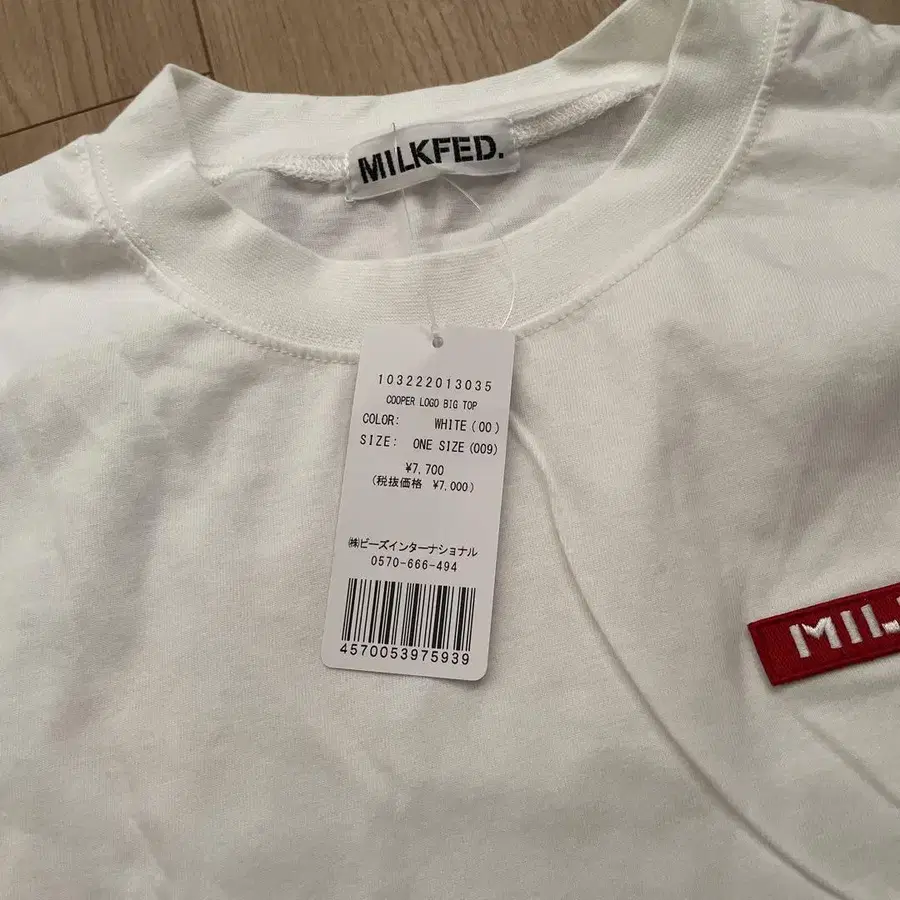 MILKFED.
103222013035
COOPER LOGO BIG TOP
COLOR: WHITE(00)
SIZE: ONE SIZE(009)
¥7,700
(税抜価格 ¥7,000)
㈱ビーズインターナショナル
0570-666-494
4570053975939